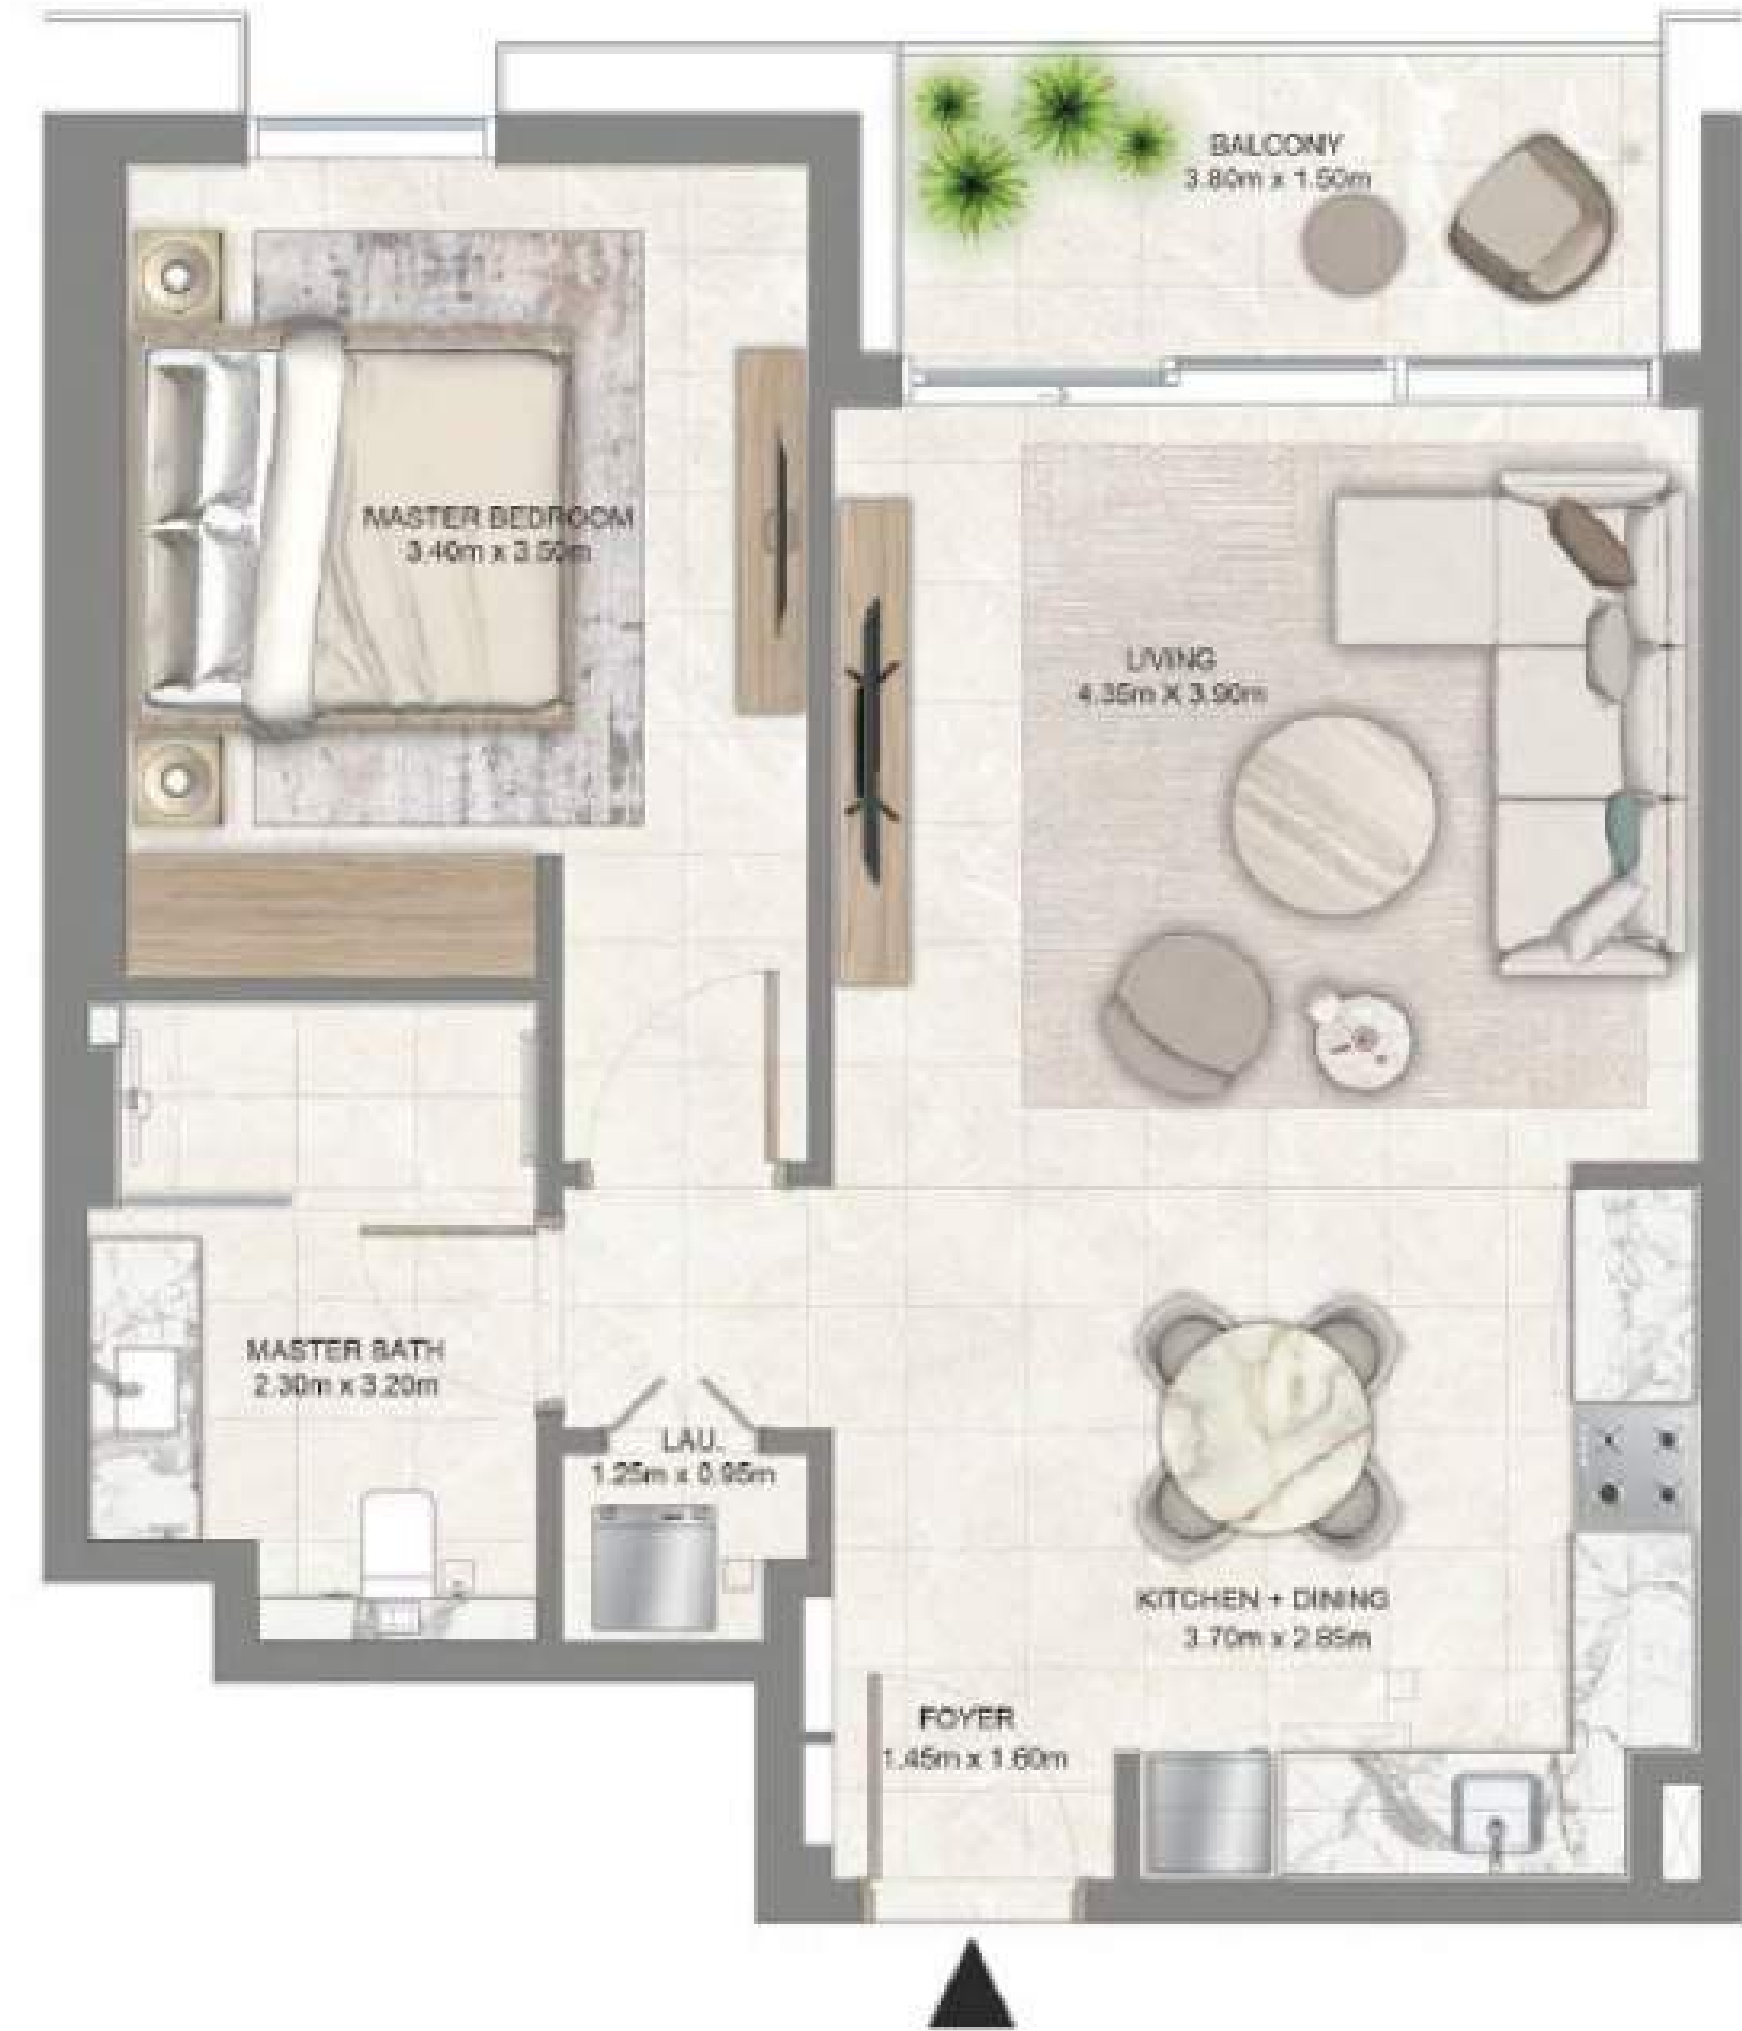 BALCONY
3.80m x 1.50m
MASTER BEDROOM
3.40m x 3.50m
LIVING
4.35m X 3.90m
MASTER BATH
2.30m x 3.20m
LAU.
1.25m x 0.95m
KITCHEN + DINING
3.70m x 2.85m
FOYER
1.45m x 1.60m